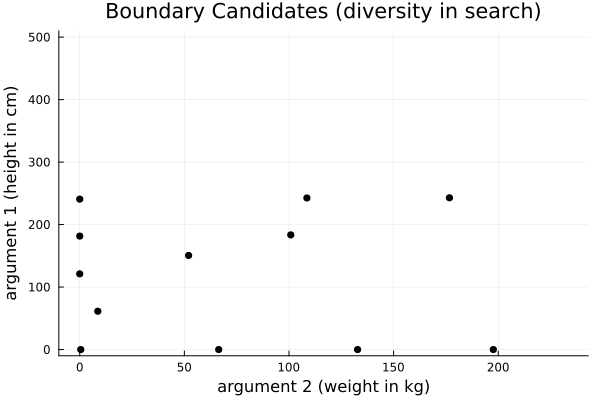 Boundary Candidates (diversity in search)
500
400
300
200
100
0
argument 1 (height in cm)
0 50 100 150 200
argument 2 (weight in kg)